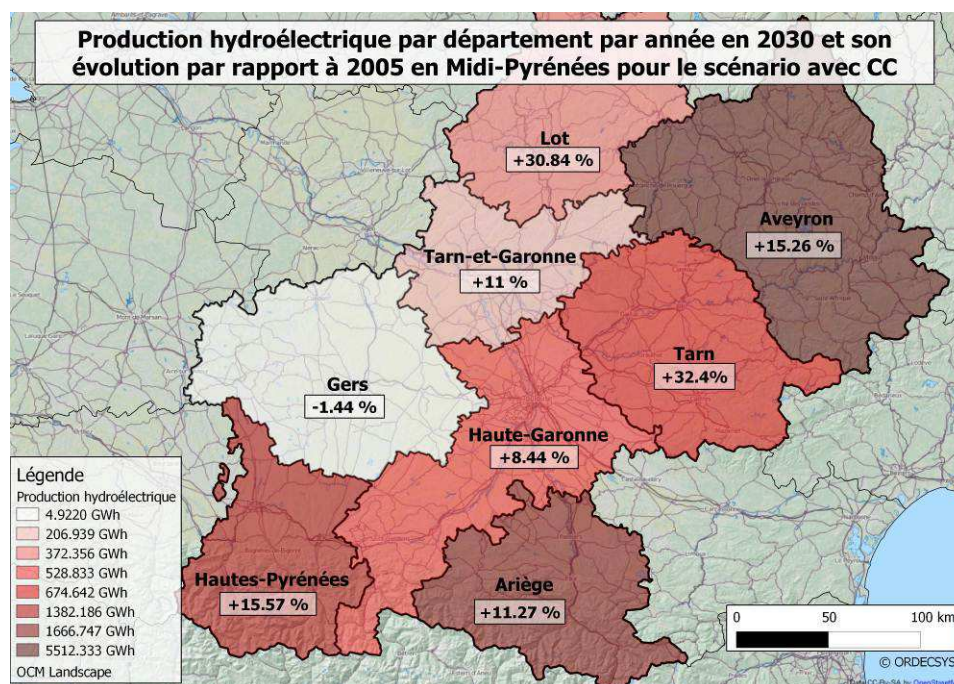 Production hydroélectrique par département par année en 2030 et son
évolution par rapport à 2005 en Midi-Pyrénées pour le scénario avec CC
Lot
+30.84 %
Aveyron
+15.26 %
Tarn-et-Garonne
+11 %
Tarn
+32.4%
Gers
-1.44 %
Haute-Garonne
+8.44 %
Hautes-Pyrénées
+15.57 %
Ariège
+11.27 %
Légende
Production hydroélectrique
4.9220 GWh
206.939 GWh
372.356 GWh
528.833 GWh
674.642 GWh
1382.186 GWh
1666.747 GWh
5512.333 GWh
OCM Landscape
0 50 100 km
© ORDECSYS
Mont de Marsan